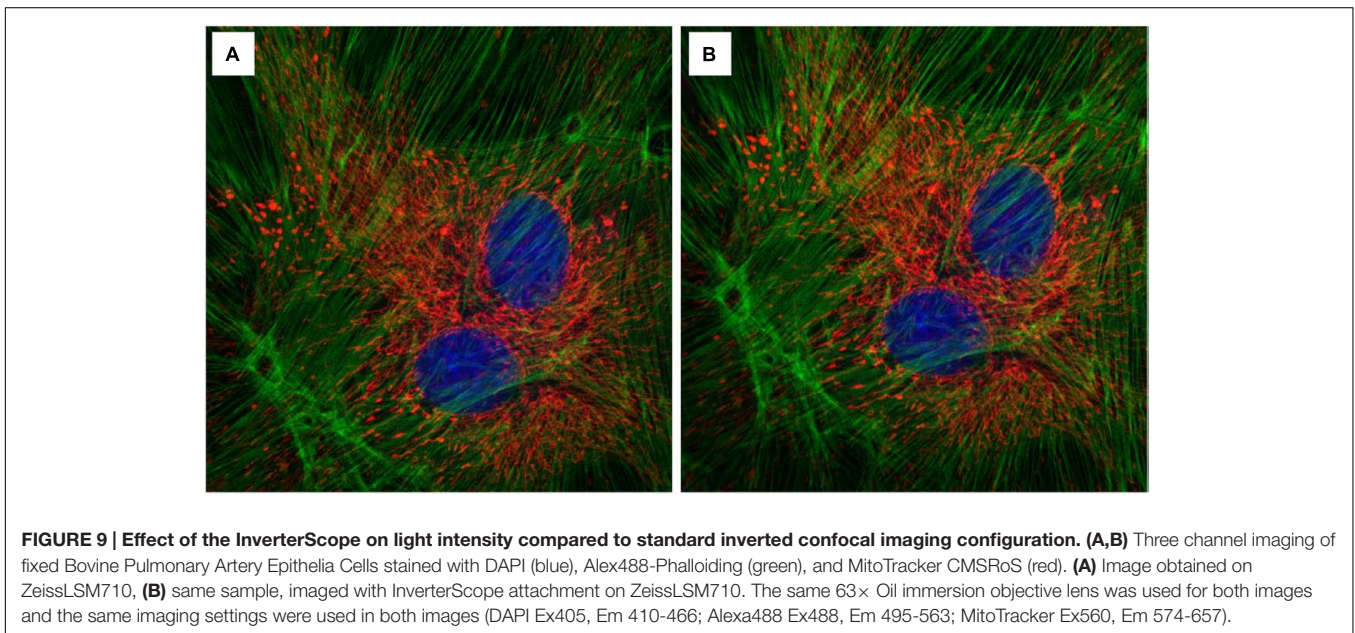 A
B
FIGURE 9 | Effect of the InverterScope on light intensity compared to standard inverted confocal imaging configuration. (A,B) Three channel imaging of
fixed Bovine Pulmonary Artery Epithelia Cells stained with DAPI (blue), Alex488-Phalloiding (green), and MitoTracker CMSRoS (red). (A) Image obtained on
ZeissLSM710, (B) same sample, imaged with InverterScope attachment on ZeissLSM710. The same 63× Oil immersion objective lens was used for both images
and the same imaging settings were used in both images (DAPI Ex405, Em 410-466; Alexa488 Ex488, Em 495-563; MitoTracker Ex560, Em 574-657).